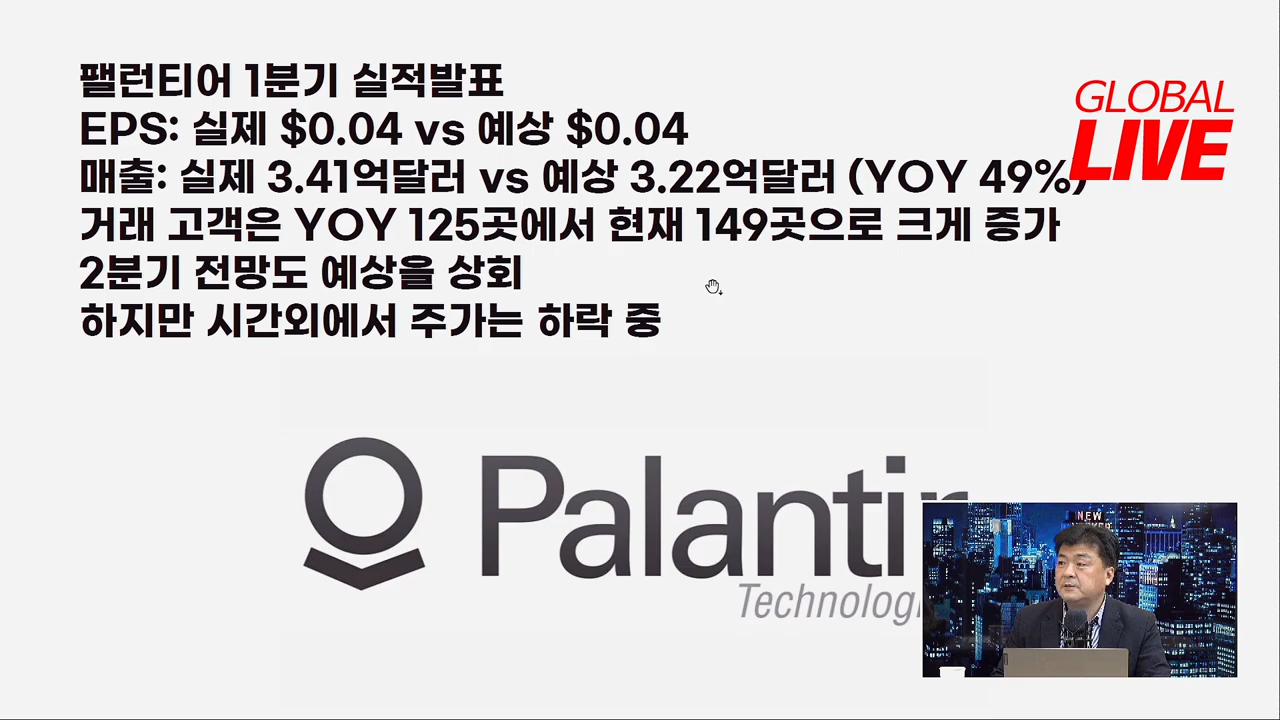 팰런티어 1분기 실적발표
EPS: 실제 $0.04 vs 예상 $0.04
매출: 실제 3.41억달러 vs 예상 3.22억달러 (YOY 49%)
거래 고객은 YOY 125곳에서 현재 149곳으로 크게 증가
2분기 전망도 예상을 상회
하지만 시간외에서 주가는 하락 중
GLOBAL
LIVE
Palantir
Technologi
NEW